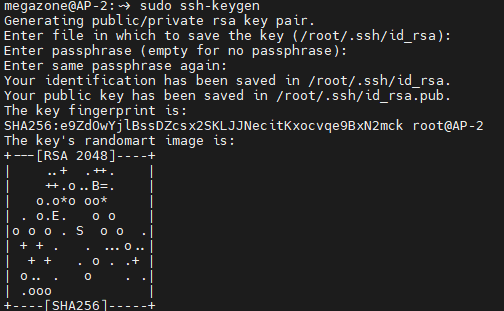 megazone@AP-2:~> sudo ssh-keygen
Generating public/private rsa key pair.
Enter file in which to save the key (/root/.ssh/id_rsa):
Enter passphrase (empty for no passphrase):
Enter same passphrase again:
Your identification has been saved in /root/.ssh/id_rsa.
Your public key has been saved in /root/.ssh/id_rsa.pub.
The key fingerprint is:
SHA256:e9ZdOwYjlBssDZcsx2SKLJJNecitKxocvqe9BxN2mck root@AP-2
The key's randomart image is:
+---[RSA 2048]----+
|     ..+  .++.   |
|     ++.o..B=.   |
|    o.o*o oo*    |
|  . o.E.   o o   |
|o o o . S  o o  .|
| + + .    . ...o..|
|  + +    . o . .+ |
| o.. .    o    . .|
| .ooo            |
+----[SHA256]-----+